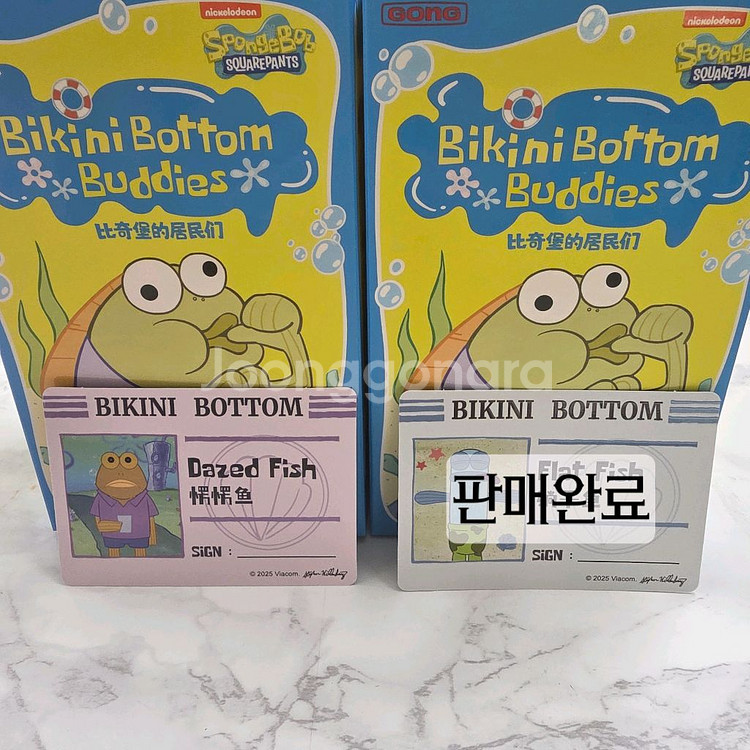 nickelodeon
SpongeBob
SQUAREPANTS
Bikini Bottom
Buddies
比奇堡的居民们
GONG
nickelodeon
SQUAREPAN
Bikini Bottom
Buddies
比奇堡的居民们
Joonggonara
BIKINI BOTTOM
Dazed Fish
愣愣鱼
SIGN :
© 2025 Viacom.
BIKINI BOTTOM
Flat Fish
판매완료
SIGN :
© 2025 Viacom.